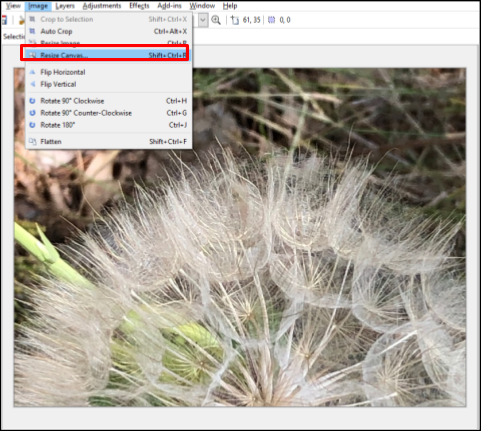 View Image Layers Adjustments Effects Add-ins Window Help
61, 35 0, 0
Selectio
Crop to Selection Shift+Ctrl+X
Auto Crop Ctrl+Alt+X
Resize Image... Ctrl+R
Resize Canvas... Shift+Ctrl+R
Flip Horizontal
Flip Vertical
Rotate 90° Clockwise Ctrl+H
Rotate 90° Counter-Clockwise Ctrl+G
Rotate 180° Ctrl+J
Flatten Shift+Ctrl+F